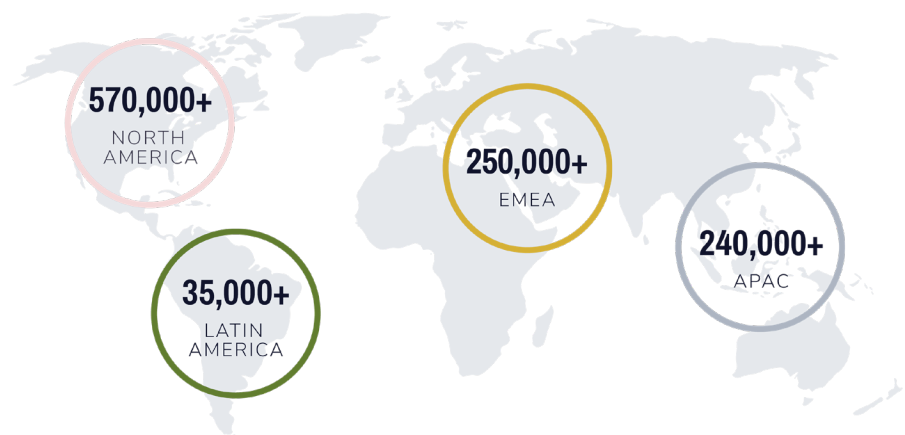 570,000+
NORTH
AMERICA
250,000+
EMEA
240,000+
APAC
35,000+
LATIN
AMERICA